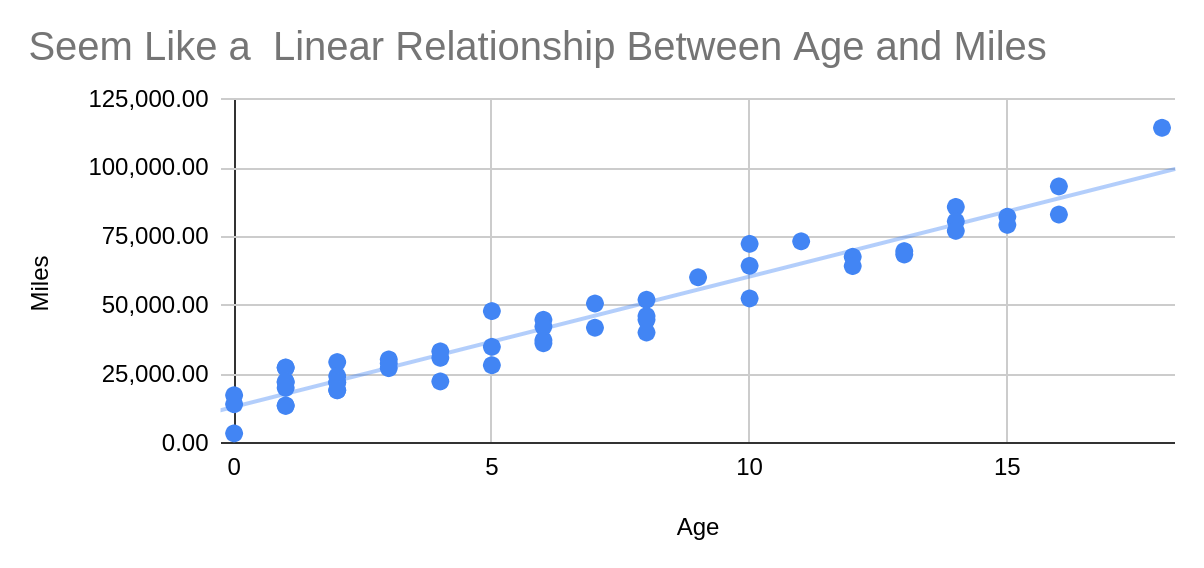 Seem Like a  Linear Relationship Between Age and Miles
125,000.00
100,000.00
75,000.00
50,000.00
25,000.00
0.00
Miles
0 5 10 15
Age